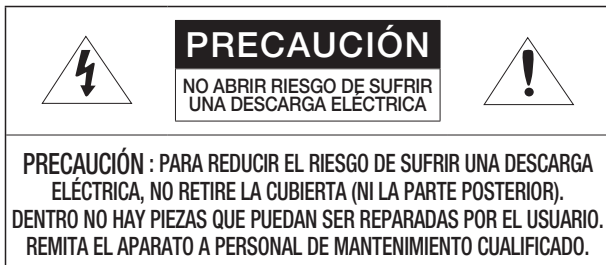 PRECAUCIÓN
NO ABRIR RIESGO DE SUFRIR
UNA DESCARGA ELÉCTRICA
PRECAUCIÓN : PARA REDUCIR EL RIESGO DE SUFRIR UNA DESCARGA
ELÉCTRICA, NO RETIRE LA CUBIERTA (NI LA PARTE POSTERIOR).
DENTRO NO HAY PIEZAS QUE PUEDAN SER REPARADAS POR EL USUARIO.
REMITA EL APARATO A PERSONAL DE MANTENIMIENTO CUALIFICADO.